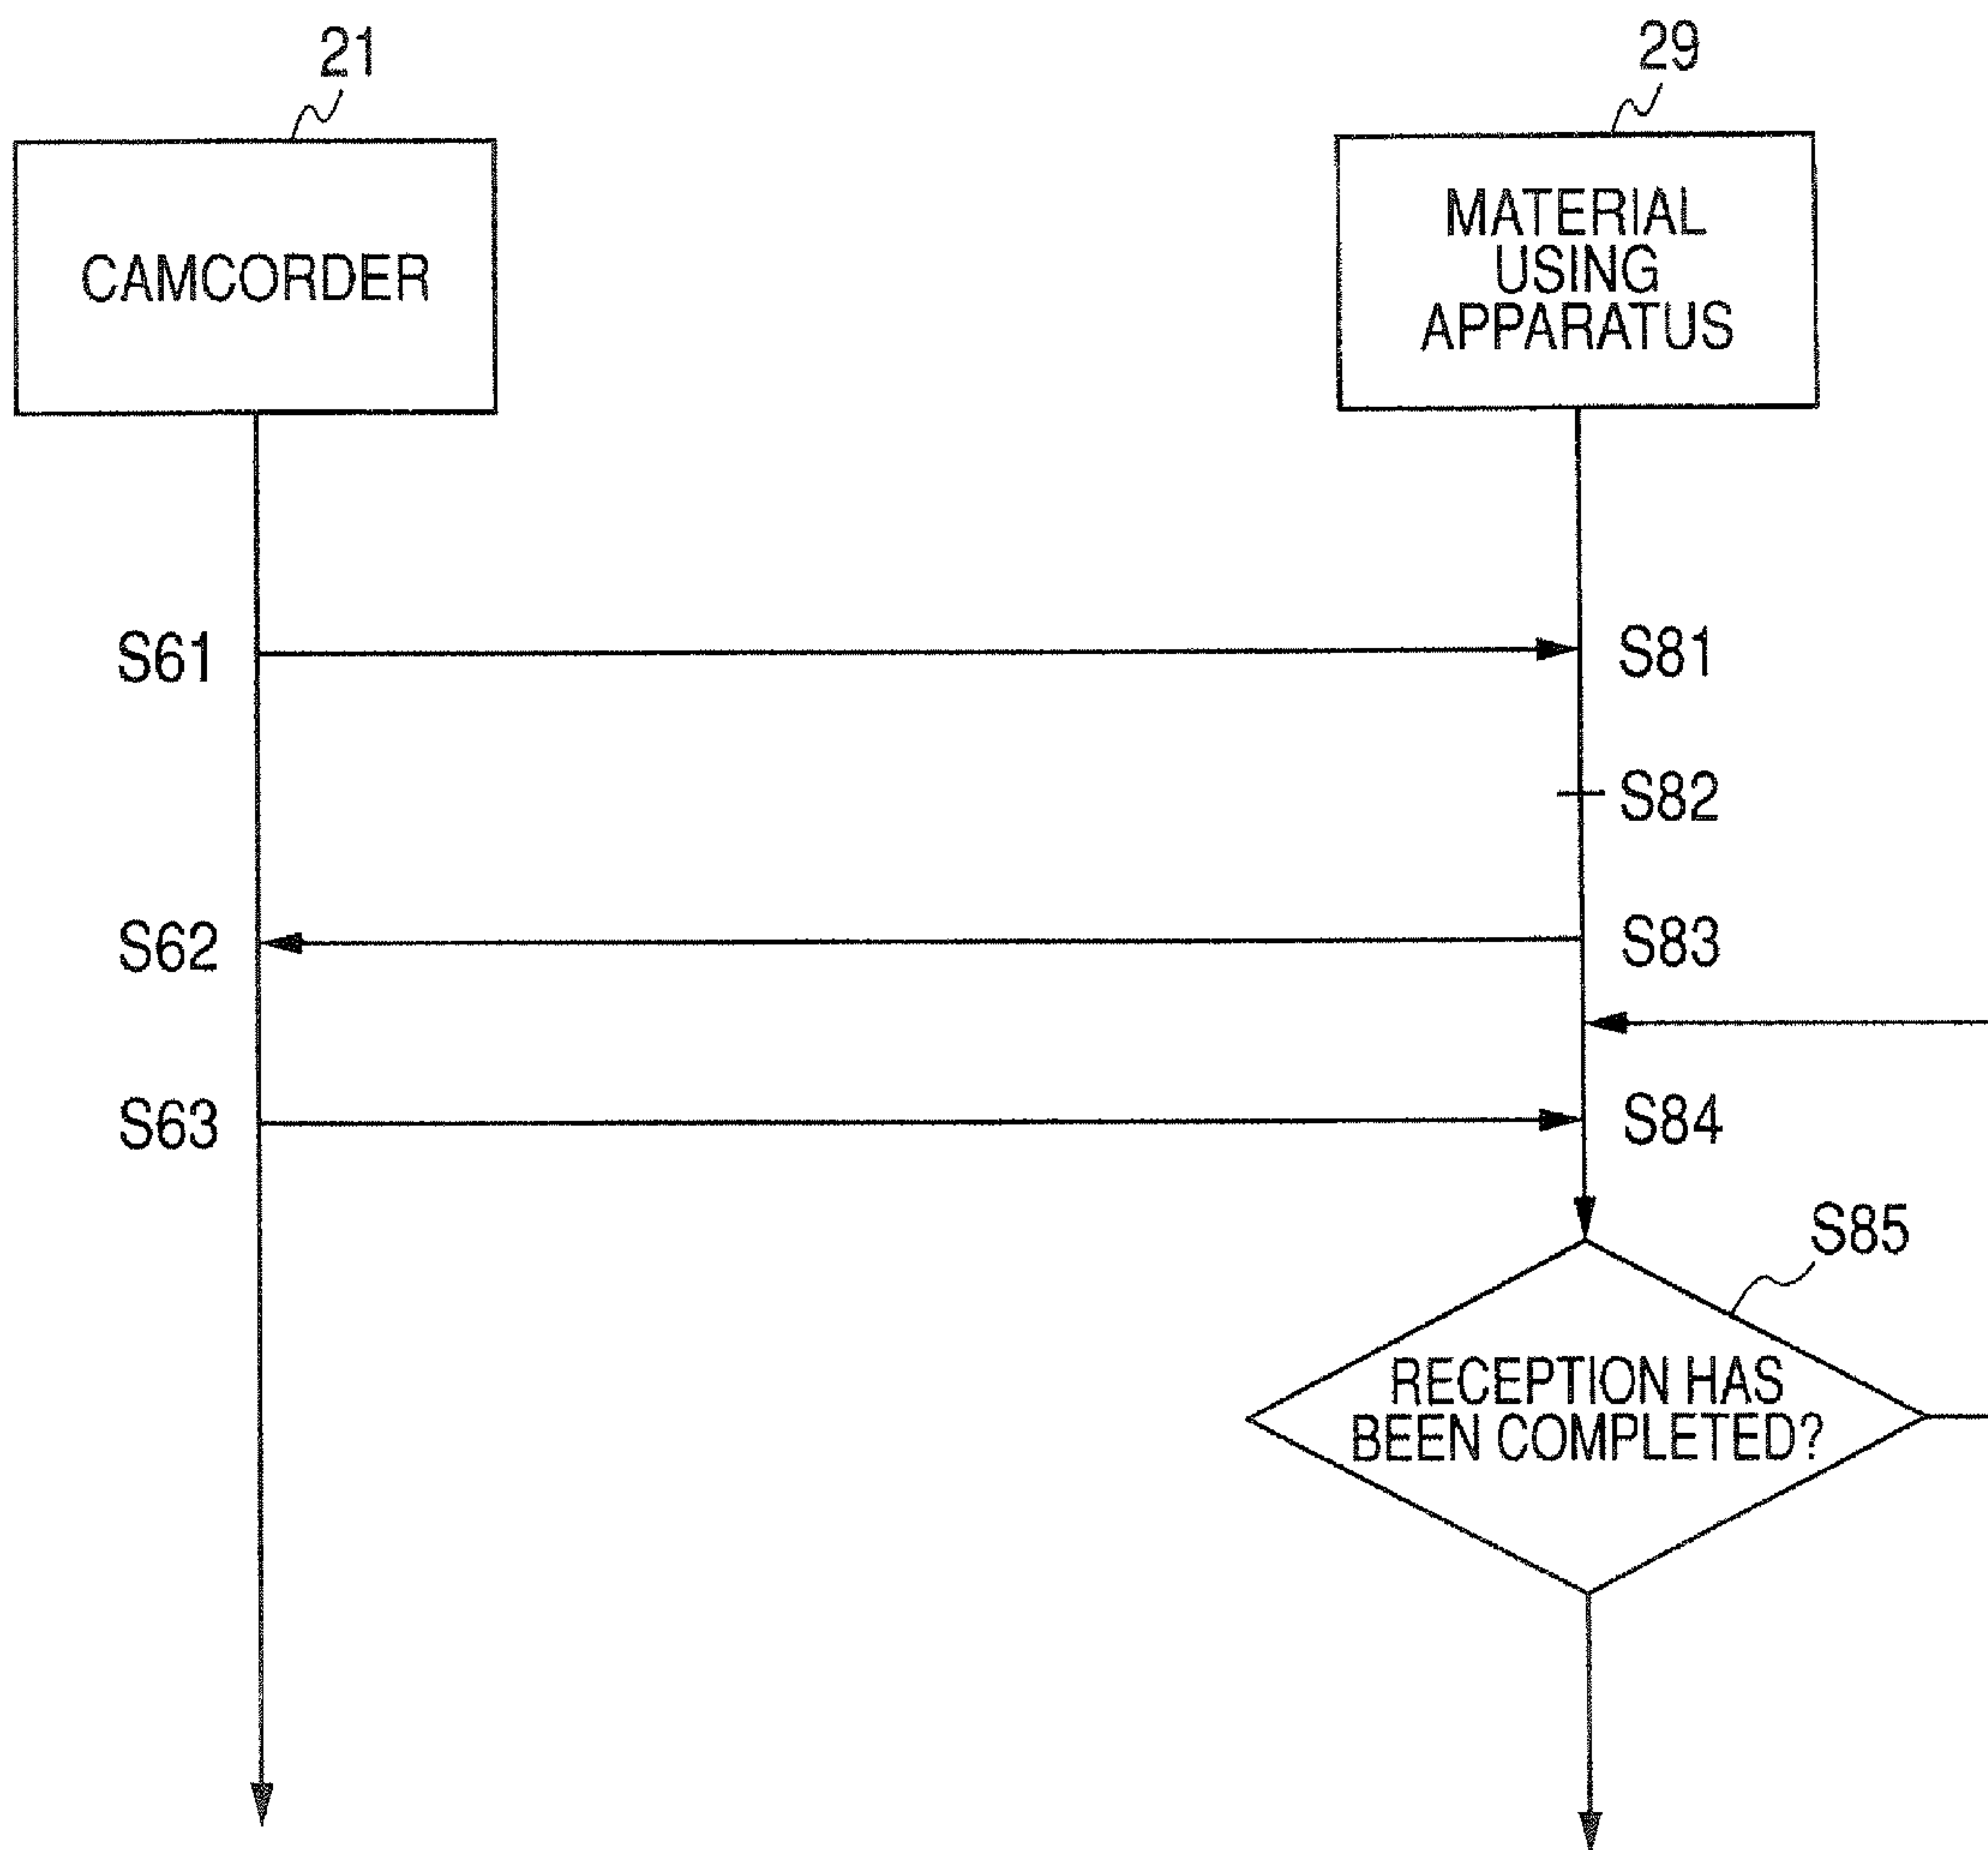 21
29
CAMCORDER
MATERIAL
USING
APPARATUS
S61
S81
S82
S62
S83
S63
S84
S85
RECEPTION HAS
BEEN COMPLETED?